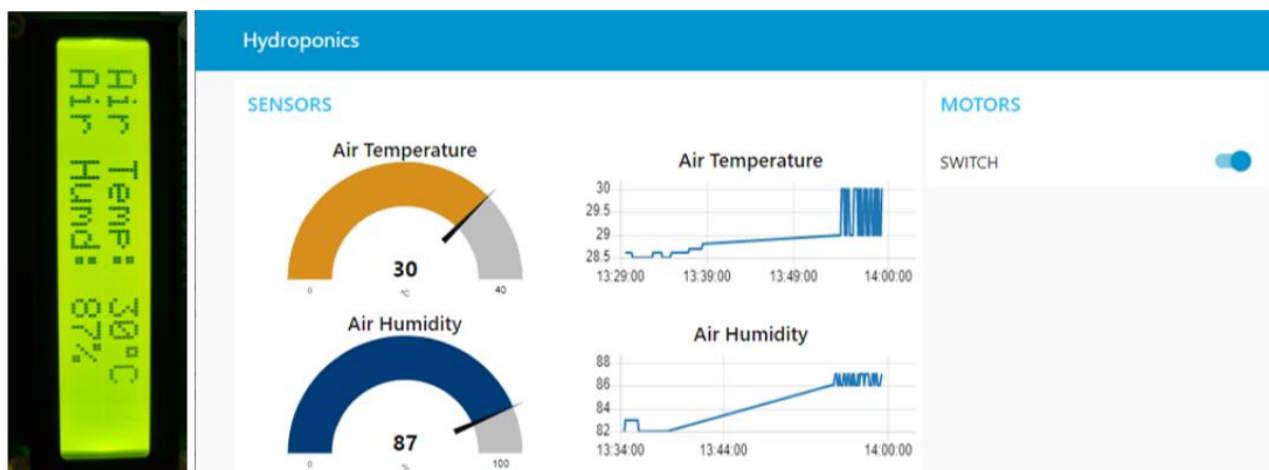 Air Temp: 30°C
Air Humd: 87%
Hydroponics
SENSORS
MOTORS
Air Temperature
30
°C
0
40
Air Temperature
30
29.5
29
28.5
13:29:00
13:39:00
13:49:00
14:00:00
SWITCH
Air Humidity
87
%
0
100
Air Humidity
88
86
84
82
13:34:00
13:44:00
14:00:00